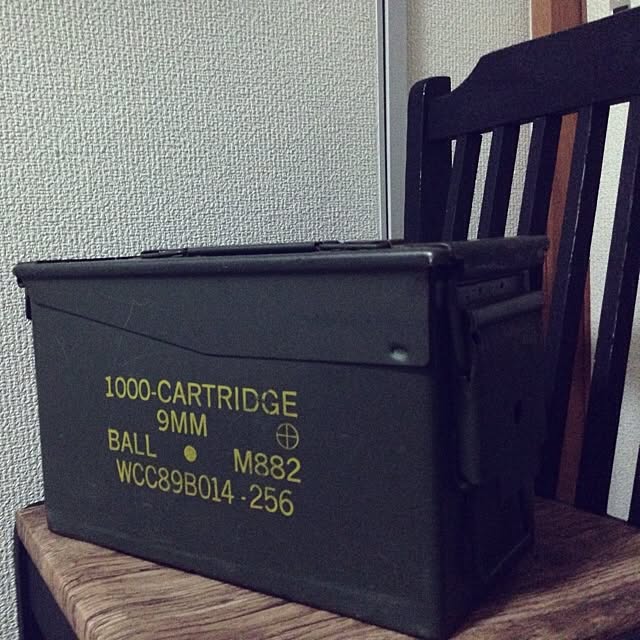 1000-CARTRIDGE
9MM
BALL M882
WCC89B014-256